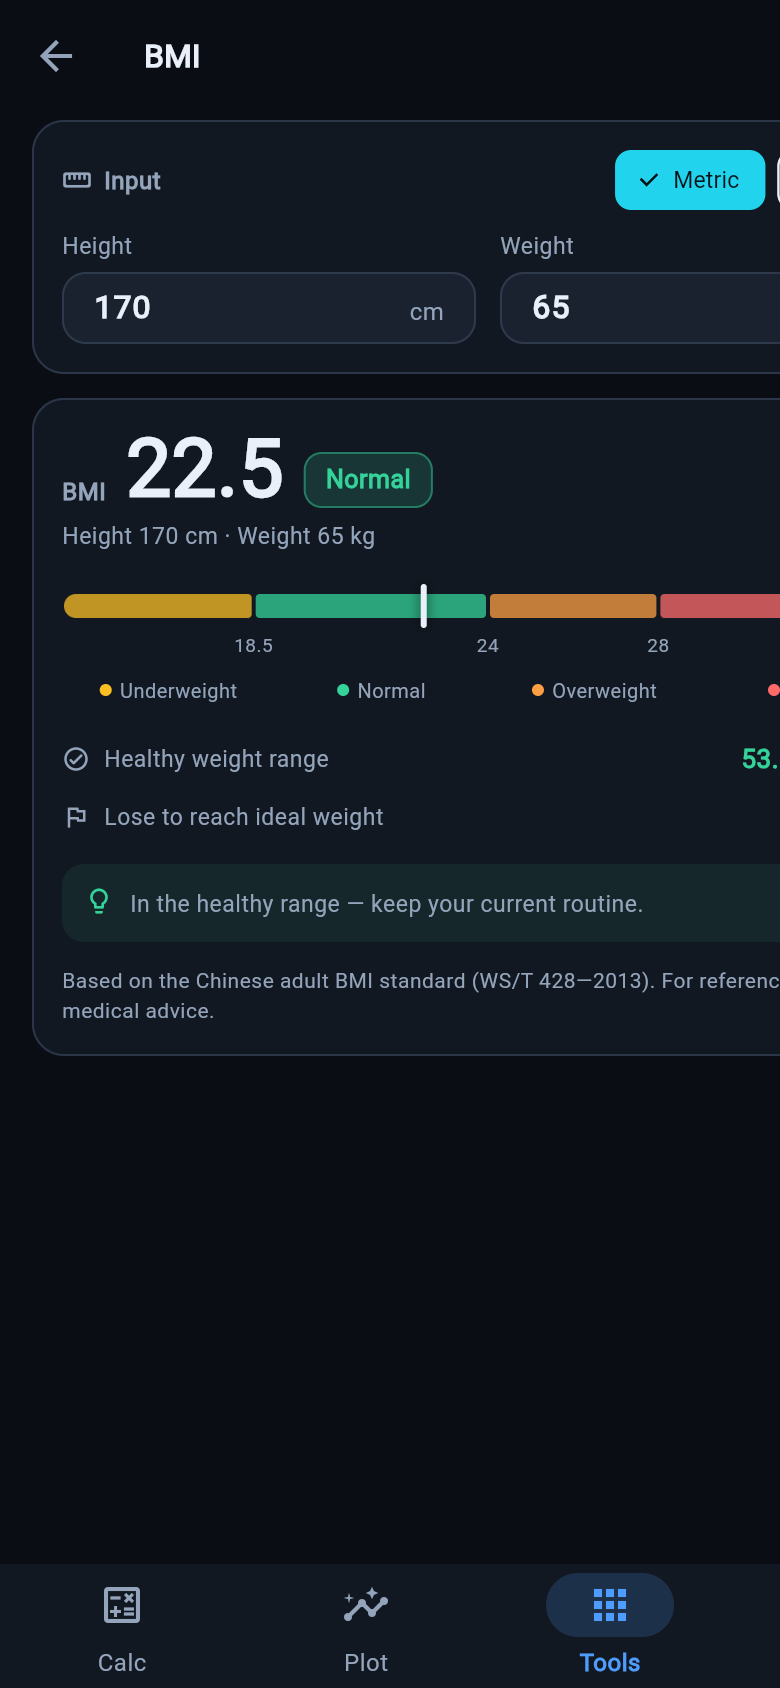 BMI
Input
Metric
Height
Weight
170 cm
65
BMI 22.5 Normal
Height 170 cm · Weight 65 kg
18.5 24 28
Underweight Normal Overweight
Healthy weight range 53.
Lose to reach ideal weight
In the healthy range — keep your current routine.
Based on the Chinese adult BMI standard (WS/T 428—2013). For referenc
medical advice.
Calc Plot Tools